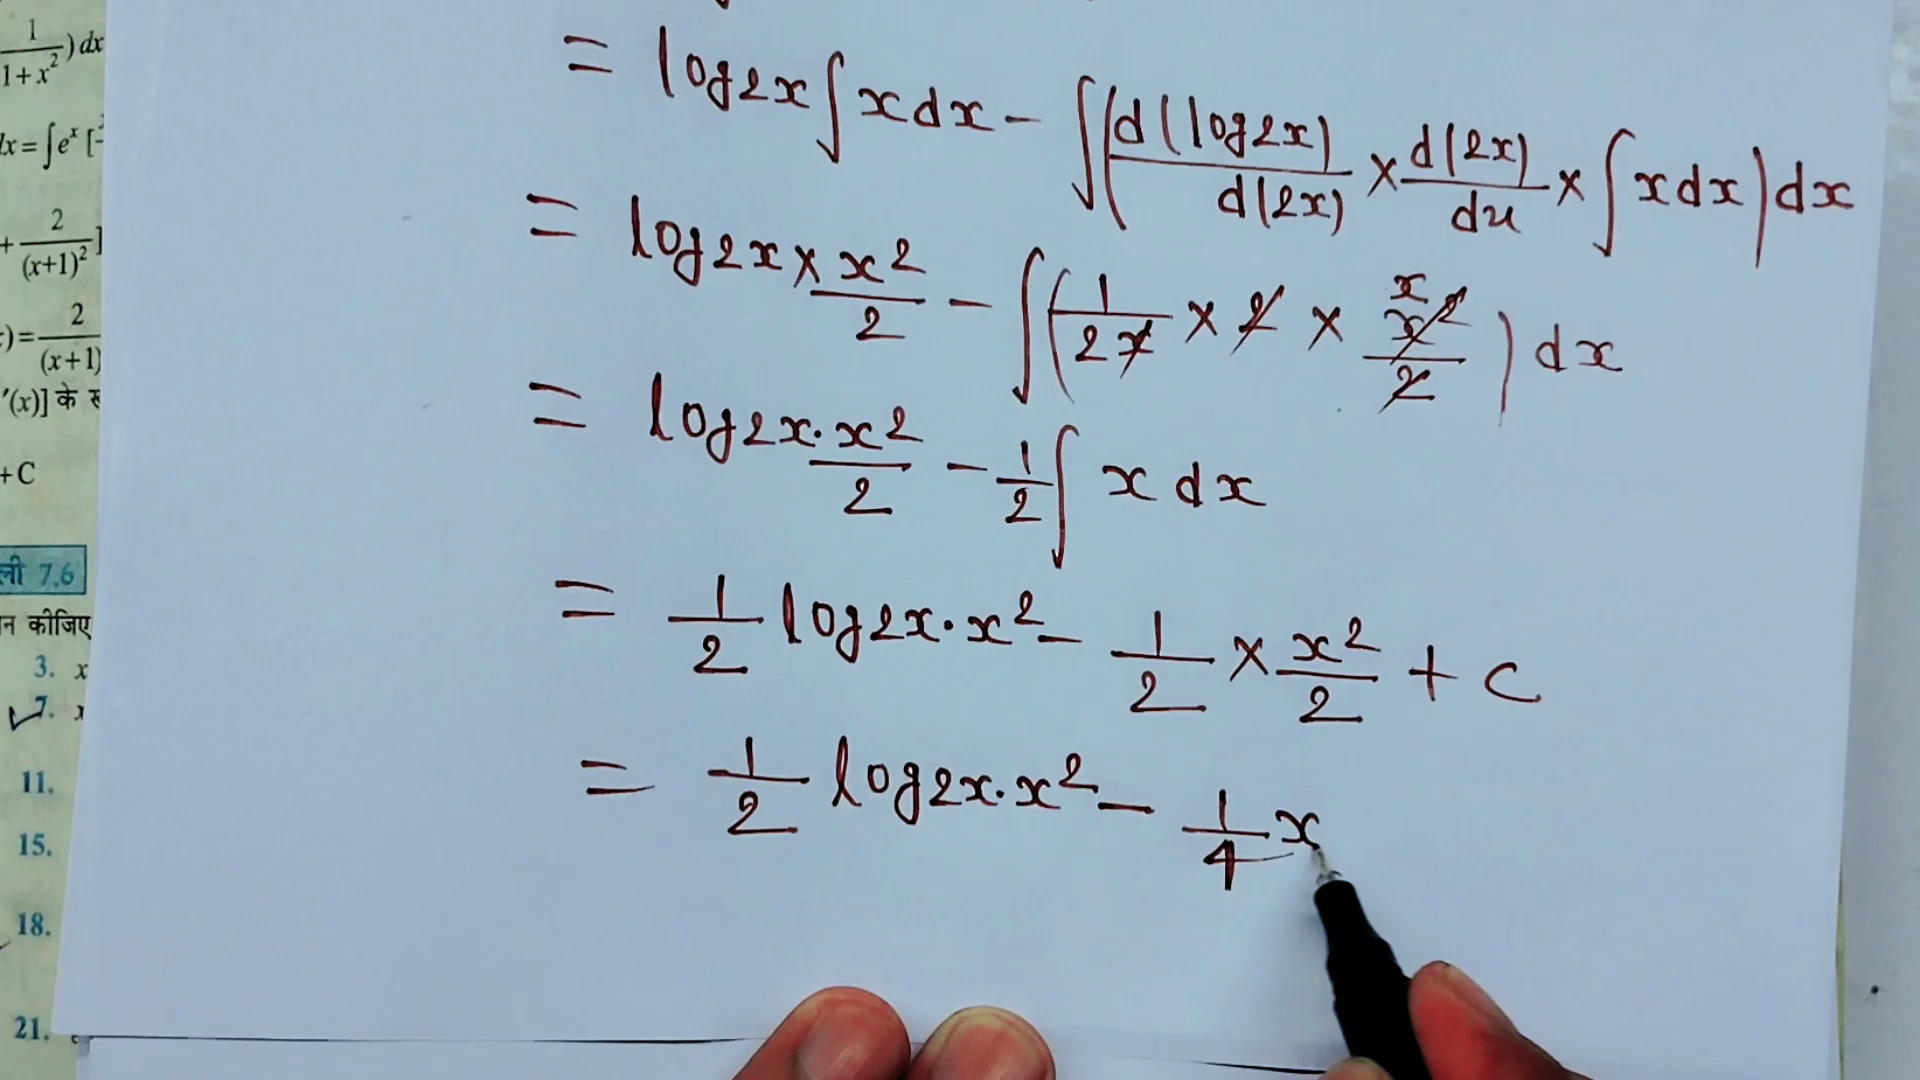 1/(1+x²)) dx
dx = ∫eˣ [
+ 2/(x+1)² ]
) = 2/(x+1)
'(x)] के
+ C
7.6
कीजिए
3. x
7.
11.
15.
18.
21.
= log2x ∫ x dx − ∫( d(log2x)/d(2x) × d(2x)/dx × ∫ x dx ) dx
= log2x × x²/2 − ∫( 1/2x × 2 × x²/2 ) dx
= log2x · x²/2 − 1/2 ∫ x dx
= 1/2 log2x · x² − 1/2 × x²/2 + C
= 1/2 log2x · x² − 1/4 x